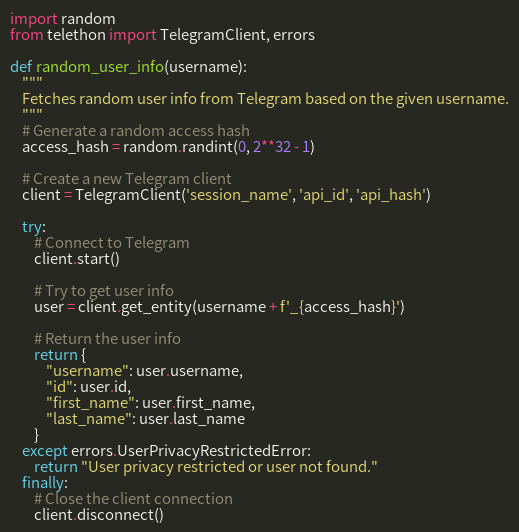 import random
from telethon import TelegramClient, errors
def random_user_info(username):
"""
Fetches random user info from Telegram based on the given username.
"""
# Generate a random access hash
access_hash = random.randint(0, 2**32 - 1)
# Create a new Telegram client
client = TelegramClient('session_name', 'api_id', 'api_hash')
try:
# Connect to Telegram
client.start()
# Try to get user info
user = client.get_entity(username + f'_{access_hash}')
# Return the user info
return {
"username": user.username,
"id": user.id,
"first_name": user.first_name,
"last_name": user.last_name
}
except errors.UserPrivacyRestrictedError:
return "User privacy restricted or user not found."
finally:
# Close the client connection
client.disconnect()